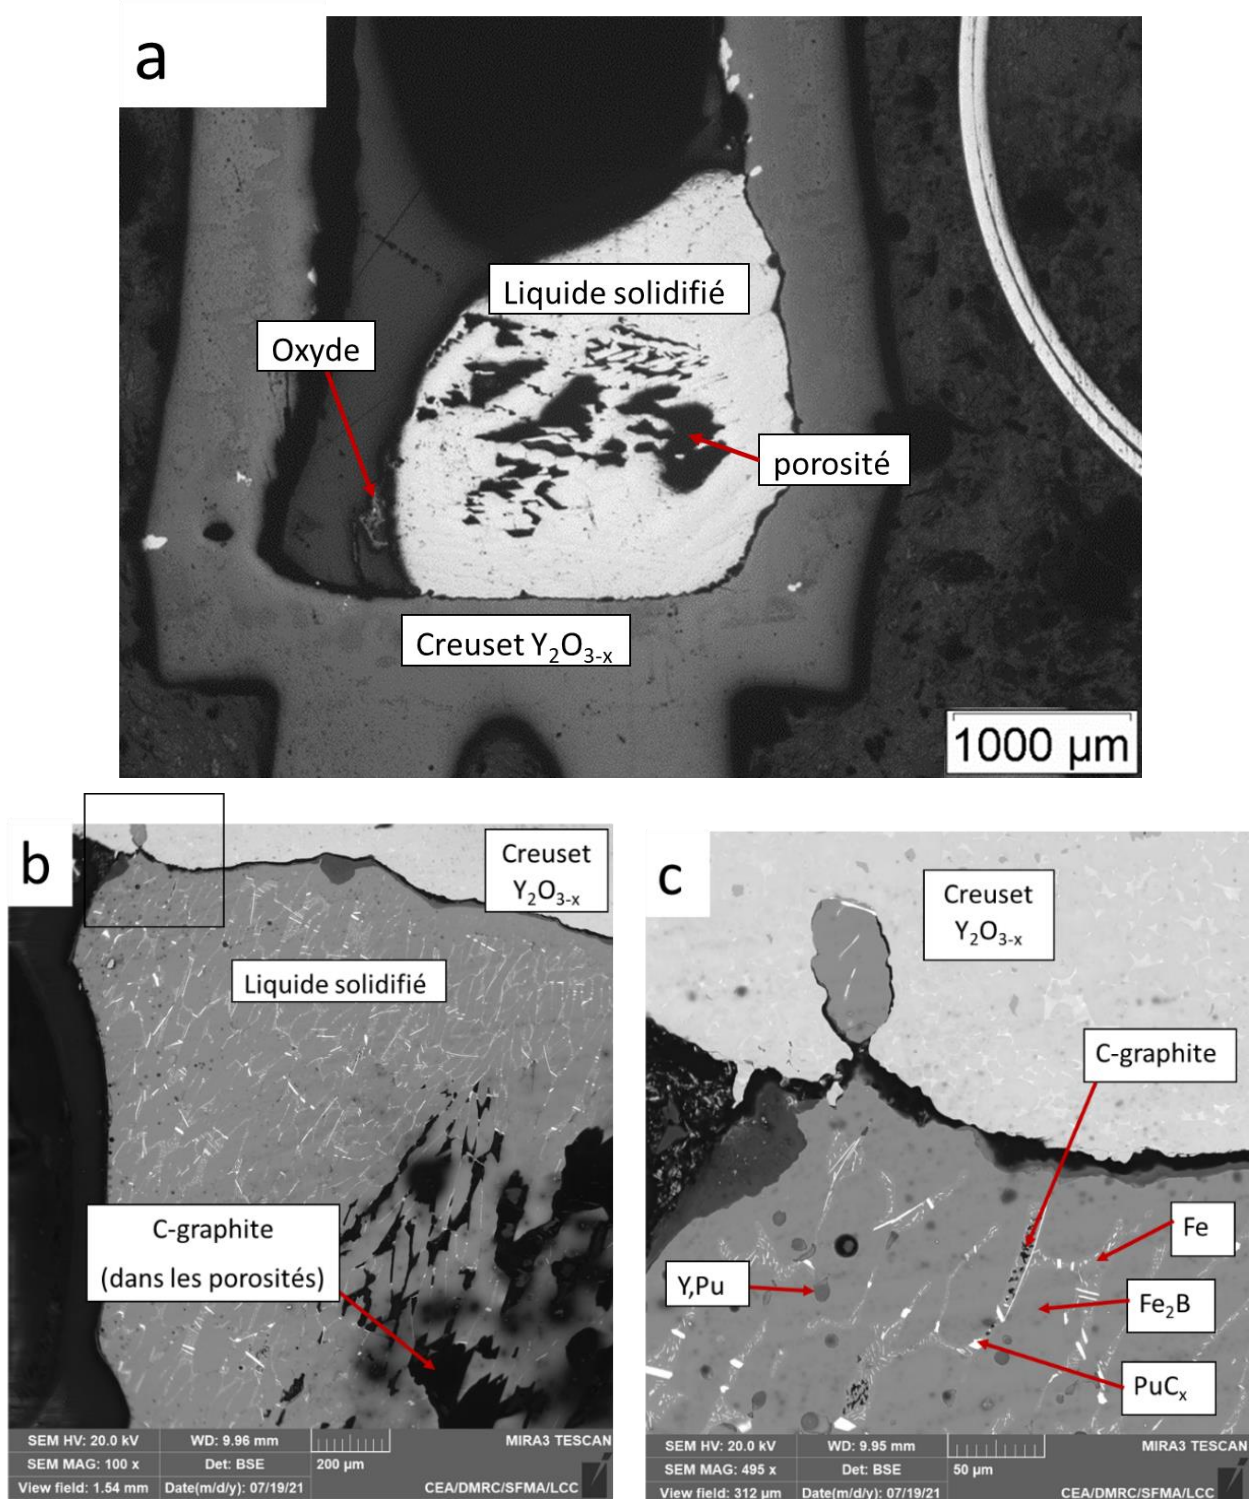 a
Liquide solidifié
Oxyde
porosité
Creuset Y₂O₃₋ₓ
1000 µm
b
Creuset
Y₂O₃₋ₓ
Liquide solidifié
C-graphite
(dans les porosités)
SEM HV: 20.0 kV WD: 9.96 mm MIRA3 TESCAN
SEM MAG: 100 x Det: BSE 200 µm
View field: 1.54 mm Date(m/d/y): 07/19/21 CEA/DMRC/SFMA/LCC
c
Creuset
Y₂O₃₋ₓ
C-graphite
Fe
Y,Pu
Fe₂B
PuCₓ
SEM HV: 20.0 kV WD: 9.95 mm MIRA3 TESCAN
SEM MAG: 495 x Det: BSE 50 µm
View field: 312 µm Date(m/d/y): 07/19/21 CEA/DMRC/SFMA/LCC